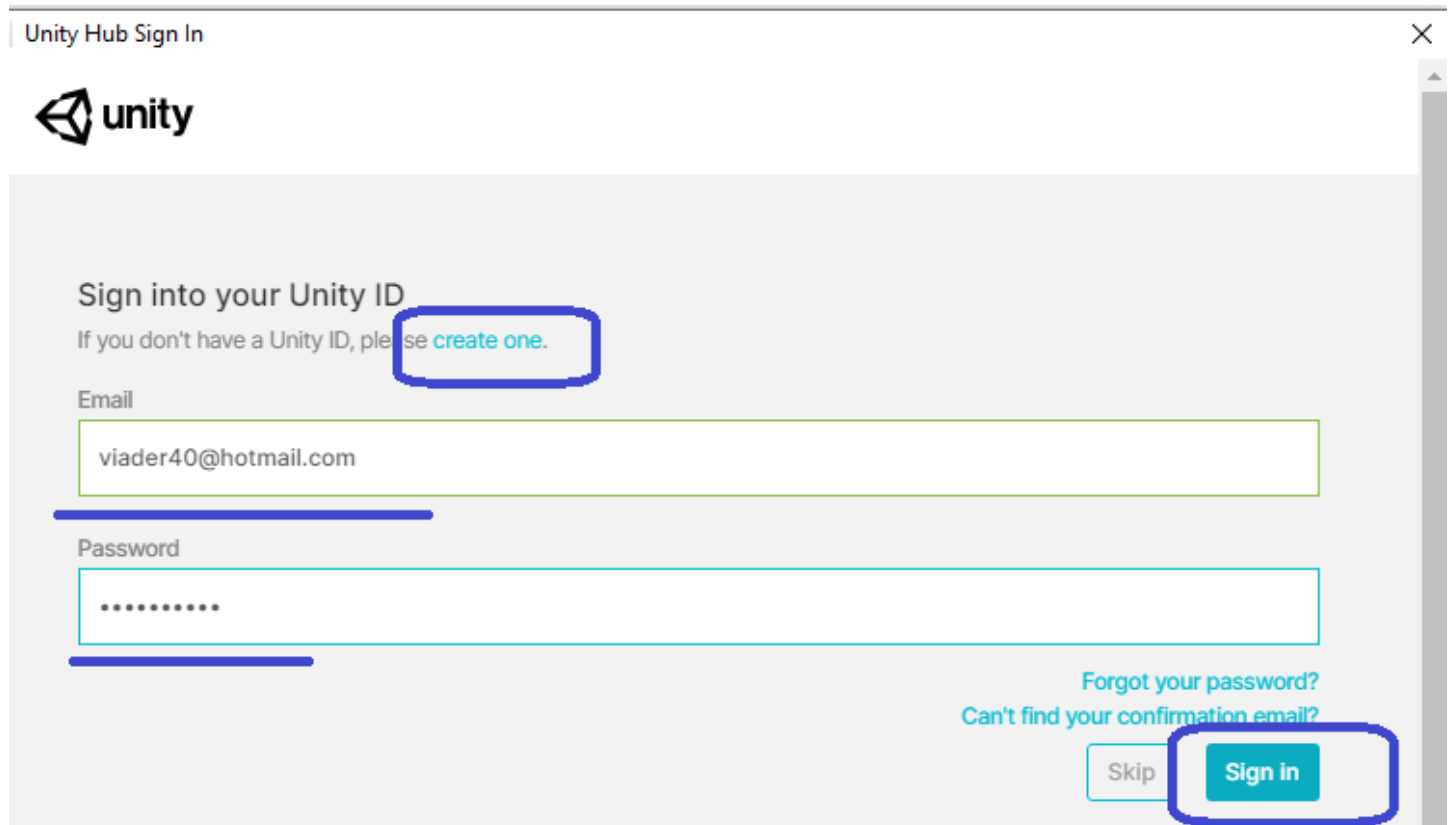 Unity Hub Sign In
unity
Sign into your Unity ID
If you don't have a Unity ID, please create one.
Email
viader40@hotmail.com
Password
••••••••••
Forgot your password?
Can't find your confirmation email?
Skip
Sign in